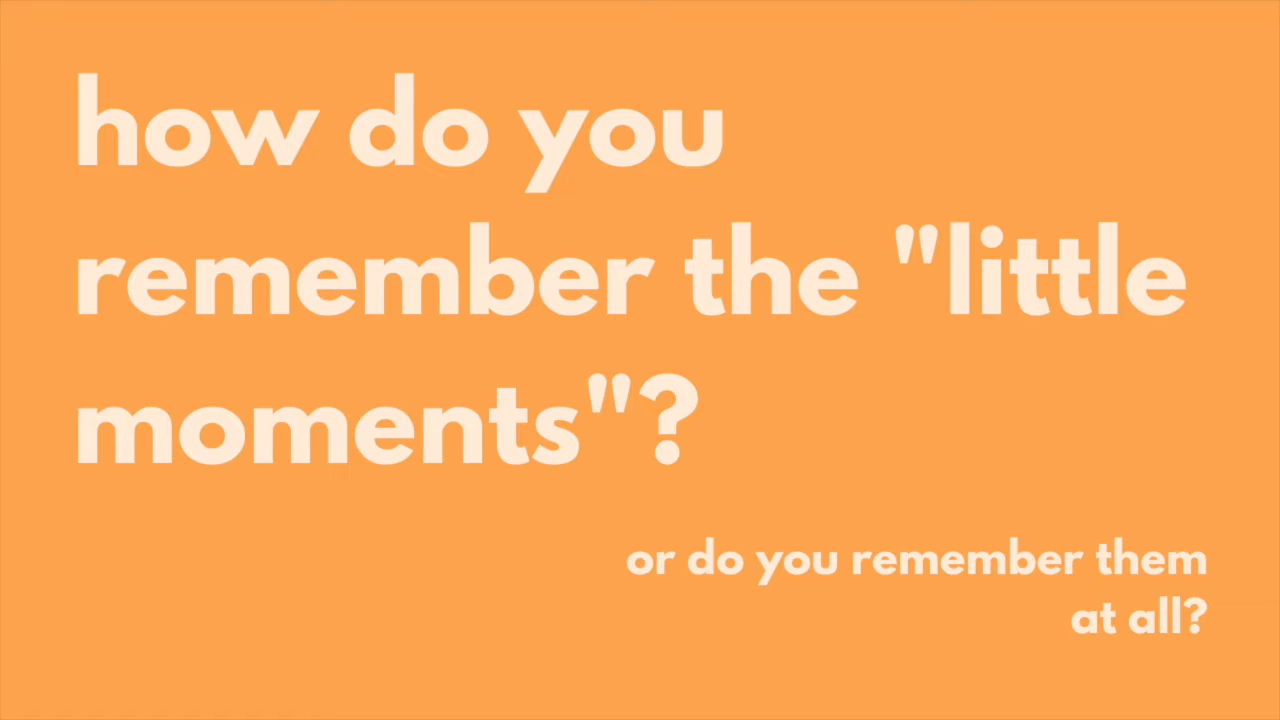 how do you
remember the "little
moments"?
or do you remember them
at all?